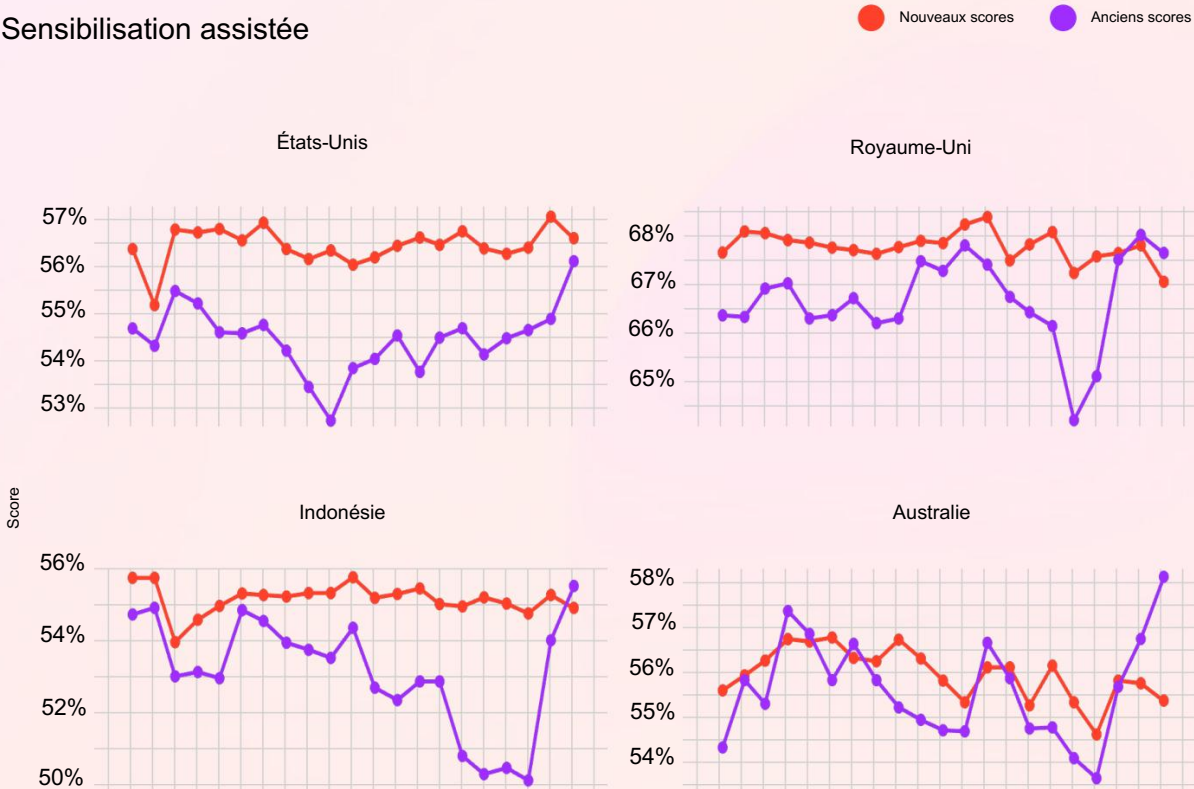 Sensibilisation assistée
Nouveaux scores
Anciens scores
États-Unis
57%
56%
55%
54%
53%
Royaume-Uni
68%
67%
66%
65%
Score
Indonésie
56%
54%
52%
50%
Australie
58%
57%
56%
55%
54%